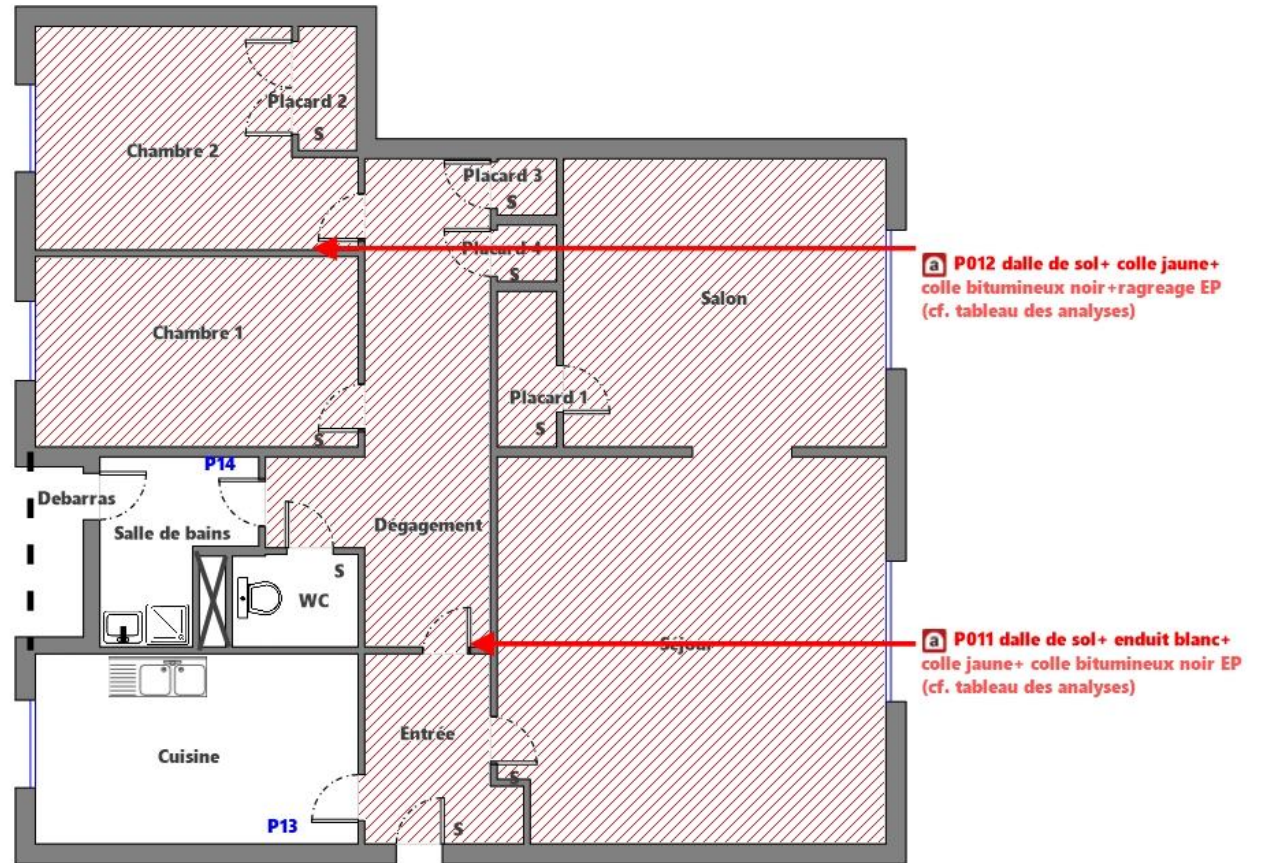 Placard 2
S
Chambre 2
Placard 3
S
Placard 4
S
a P012 dalle de sol+ colle jaune+
colle bitumineux noir+ragreage EP
(cf. tableau des analyses)
Salon
Chambre 1
Placard 1
S
S
P14
Debarras
Salle de bains
Dégagement
S
WC
a P011 dalle de sol+ enduit blanc+
colle jaune+ colle bitumineux noir EP
(cf. tableau des analyses)
Séjour
Entrée
Cuisine
S
P13
S